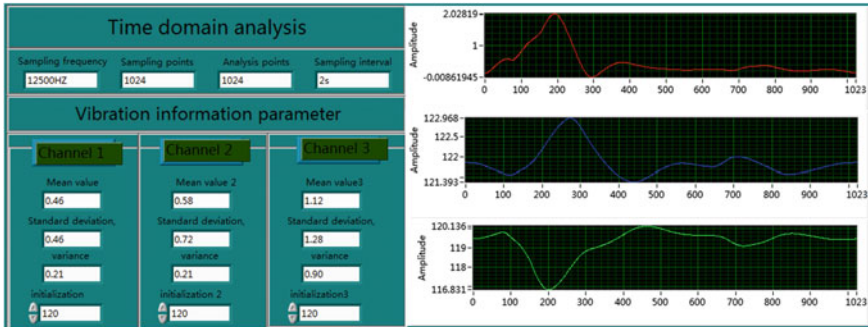 Time domain analysis
Sampling frequency Sampling points Analysis points Sampling interval
12500HZ 1024 1024 2s
Vibration information parameter
Channel 1 Channel 2 Channel 3
Mean value Mean value 2 Mean value3
0.46 0.58 1.12
Standard deviation, Standard deviation, Standard deviation,
0.46 0.72 1.28
variance variance variance
0.21 0.21 0.90
initialization initialization 2 initialization3
120 120 120
2.02819
1
-0.00861945
Amplitude
0 100 200 300 400 500 600 700 800 900 1023
122.968
122.5
122
121.393
Amplitude
0 100 200 300 400 500 600 700 800 900 1023
120.136
119
118
116.831
Amplitude
0 100 200 300 400 500 600 700 800 900 1023